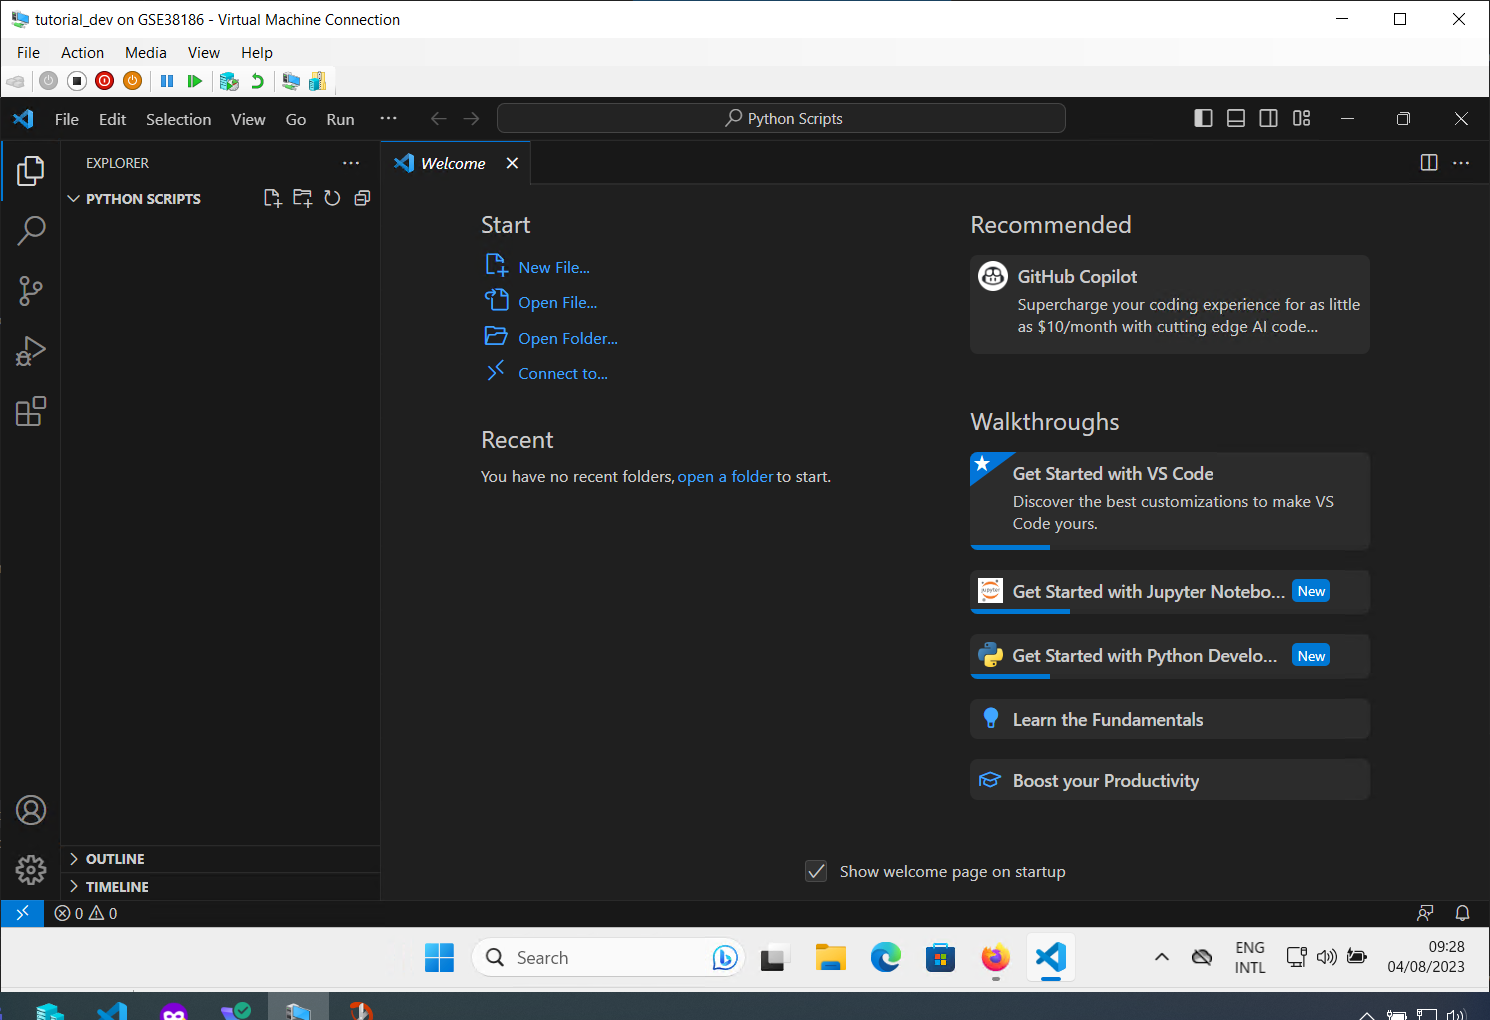 tutorial_dev on GSE38186 - Virtual Machine Connection
File Action Media View Help
File Edit Selection View Go Run ··· Python Scripts
EXPLORER
PYTHON SCRIPTS
Welcome
Start
New File...
Open File...
Open Folder...
Connect to...
Recent
You have no recent folders, open a folder to start.
Recommended
GitHub Copilot
Supercharge your coding experience for as little
as $10/month with cutting edge AI code...
Walkthroughs
Get Started with VS Code
Discover the best customizations to make VS
Code yours.
jupyter
Get Started with Jupyter Notebo... New
Get Started with Python Develo... New
Learn the Fundamentals
Boost your Productivity
Show welcome page on startup
OUTLINE
TIMELINE
0 0
Search
ENG
INTL
09:28
04/08/2023